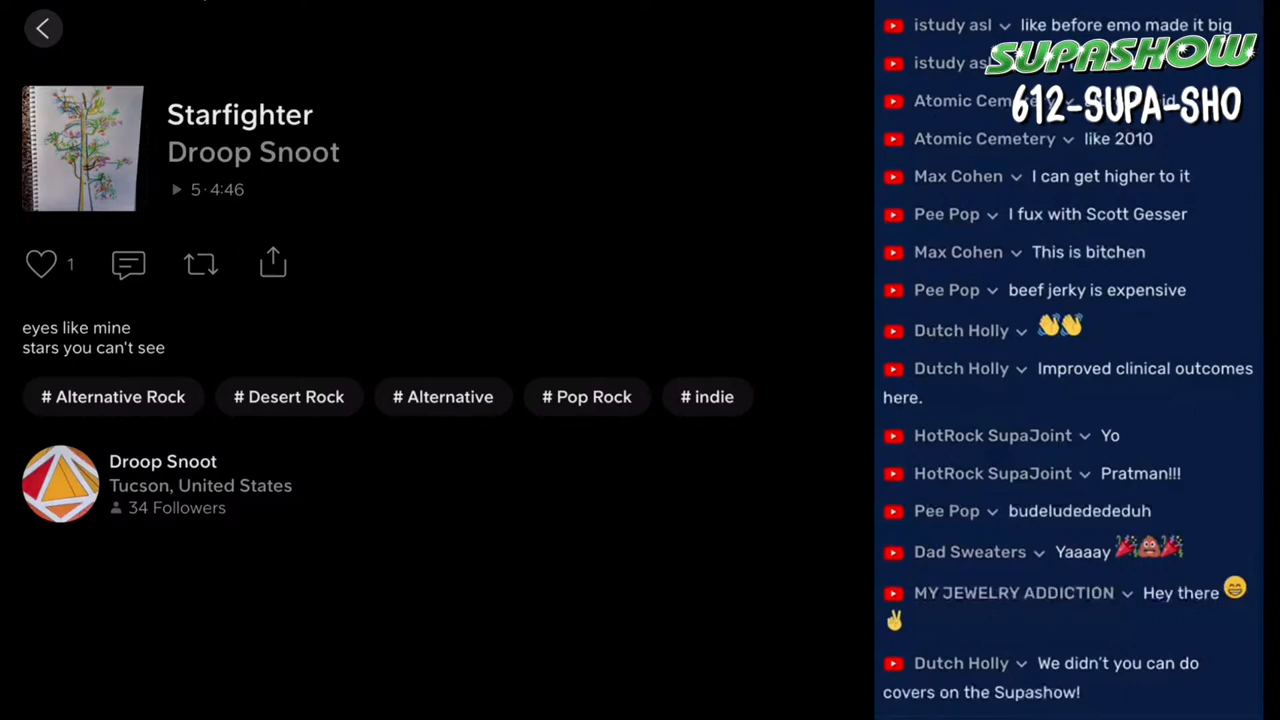 Starfighter
Droop Snoot
5 · 4:46
1
eyes like mine
stars you can't see
# Alternative Rock
# Desert Rock
# Alternative
# Pop Rock
# indie
Droop Snoot
Tucson, United States
34 Followers
SUPASHOW
612-SUPA-SHO
istudy asl like before emo made it big
istudy asl
Atomic Cem
Atomic Cemetery like 2010
Max Cohen I can get higher to it
Pee Pop I fux with Scott Gesser
Max Cohen This is bitchen
Pee Pop beef jerky is expensive
Dutch Holly 👋👋
Dutch Holly Improved clinical outcomes
here.
HotRock SupaJoint Yo
HotRock SupaJoint Pratman!!!
Pee Pop budeludedededuh
Dad Sweaters Yaaaay 🎉💩🎉
MY JEWELRY ADDICTION Hey there 😁
✌
Dutch Holly We didn't you can do
covers on the Supashow!